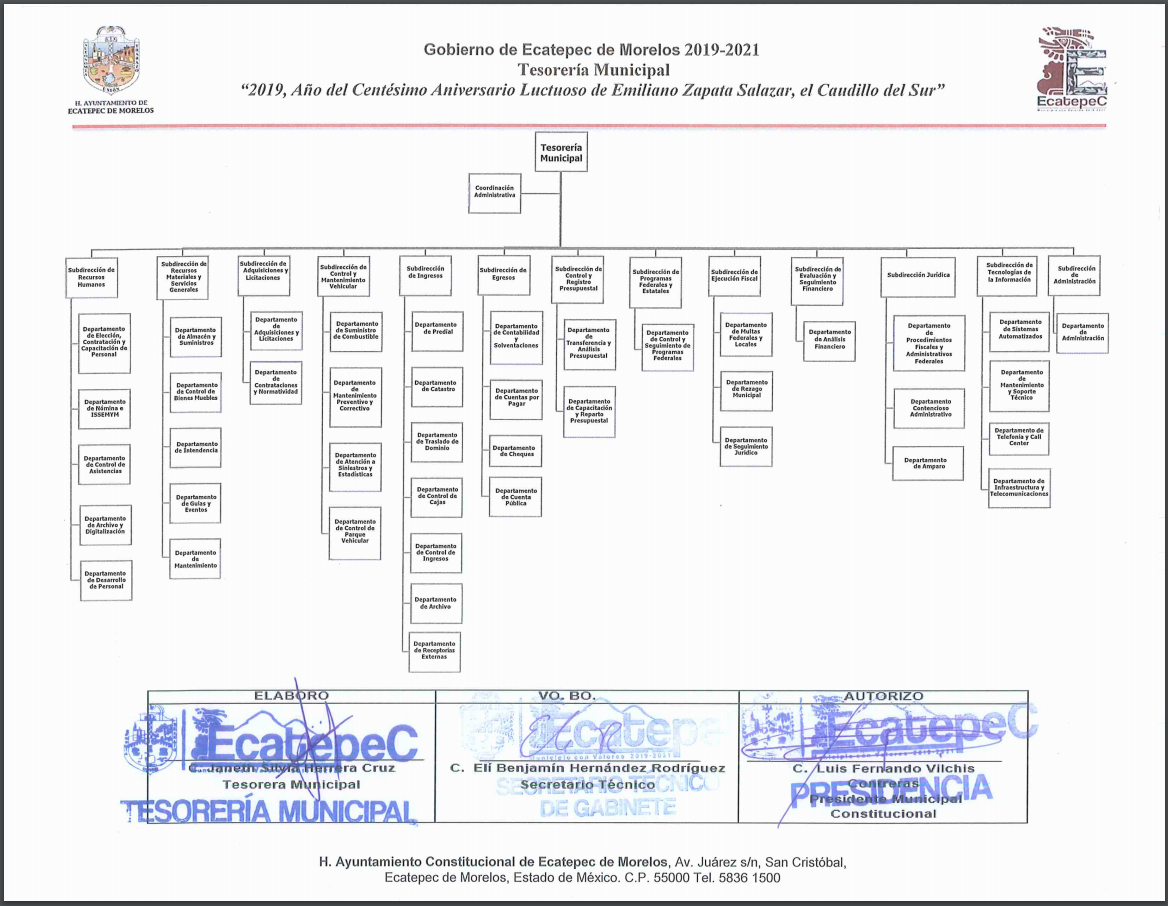 Gobierno de Ecatepec de Morelos 2019-2021
Tesorería Municipal
“2019, Año del Centésimo Aniversario Luctuoso de Emiliano Zapata Salazar, el Caudillo del Sur”
H. AYUNTAMIENTO DE
ECATEPEC DE MORELOS
E
EcatepeC
Tesorería
Municipal
Coordinación
Administrativa
Subdirección de
Recursos
Humanos
Departamento
de Elección,
Contratación y
Capacitación de
Personal
Departamento
de Nómina e
ISSEMYM
Departamento
de Control de
Asistencias
Departamento
de Archivo y
Digitalización
Departamento
de Desarrollo
de Personal
Subdirección de
Recursos
Materiales y
Servicios
Generales
Departamento
de Almacén y
Suministros
Departamento
de Control de
Bienes Muebles
Departamento
de Intendencia
Departamento
de Guías y
Eventos
Departamento
de
Mantenimiento
Subdirección de
Adquisiciones y
Licitaciones
Departamento
de
Adquisiciones y
Licitaciones
Departamento
de
Contrataciones
y Normatividad
Subdirección de
Control y
Mantenimiento
Vehicular
Departamento
de Suministro
de Combustible
Departamento
de
Mantenimiento
Preventivo y
Correctivo
Departamento
de Atención a
Siniestros y
Estadísticas
Departamento
de Control de
Parque
Vehicular
Subdirección
de Ingresos
Departamento
de Predial
Departamento
de Catastro
Departamento
de Traslado de
Dominio
Departamento
de Control de
Cajas
Departamento
de Control de
Ingresos
Departamento
de Archivo
Departamento
de Receptorías
Externas
Subdirección de
Egresos
Departamento
de Contabilidad
y
Solventaciones
Departamento
de Cuentas por
Pagar
Departamento
de Cheques
Departamento
de Cuenta
Pública
Subdirección
de Control y
Registro
Presupuestal
Departamento
de
Transferencia y
Análisis
Presupuestal
Departamento
de Capacitación
y Reparto
Presupuestal
Subdirección
de Programas
Federales y
Estatales
Departamento
de Control y
Seguimiento de
Programas
Federales
Subdirección de
Ejecución Fiscal
Departamento
de Multas
Federales y
Locales
Departamento
de Rezago
Municipal
Departamento
de Seguimiento
Jurídico
Subdirección
de Evaluación y
Seguimiento
Financiero
Departamento
de Análisis
Financiero
Subdirección Jurídica
Departamento
de
Procedimientos
Fiscales y
Administrativos
Federales
Departamento
Contencioso
Administrativo
Departamento
de Amparo
Subdirección de
Tecnologías de
la Información
Departamento
de Sistemas
Automatizados
Departamento
de
Mantenimiento
y Soporte
Técnico
Departamento de
Telefonía y Call
Center
Departamento de
Infraestructura y
Telecomunicaciones
Subdirección
de
Administración
Departamento
de
Administración
ELABORO
EcatepeC
C. Janeth Silvia Herrera Cruz
Tesorera Municipal
TESORERÍA MUNICIPAL
VO. BO.
Ecatepec
Municipio con Valores 2019-2021
C. Elí Benjamín Hernández Rodríguez
Secretario Técnico
SECRETARIO TÉCNICO
DE GABINETE
AUTORIZO
EcatepeC
C. Luis Fernando Vilchis
Contreras
PRESIDENCIA
Presidente Municipal
Constitucional
H. Ayuntamiento Constitucional de Ecatepec de Morelos, Av. Juárez s/n, San Cristóbal,
Ecatepec de Morelos, Estado de México. C.P. 55000 Tel. 5836 1500